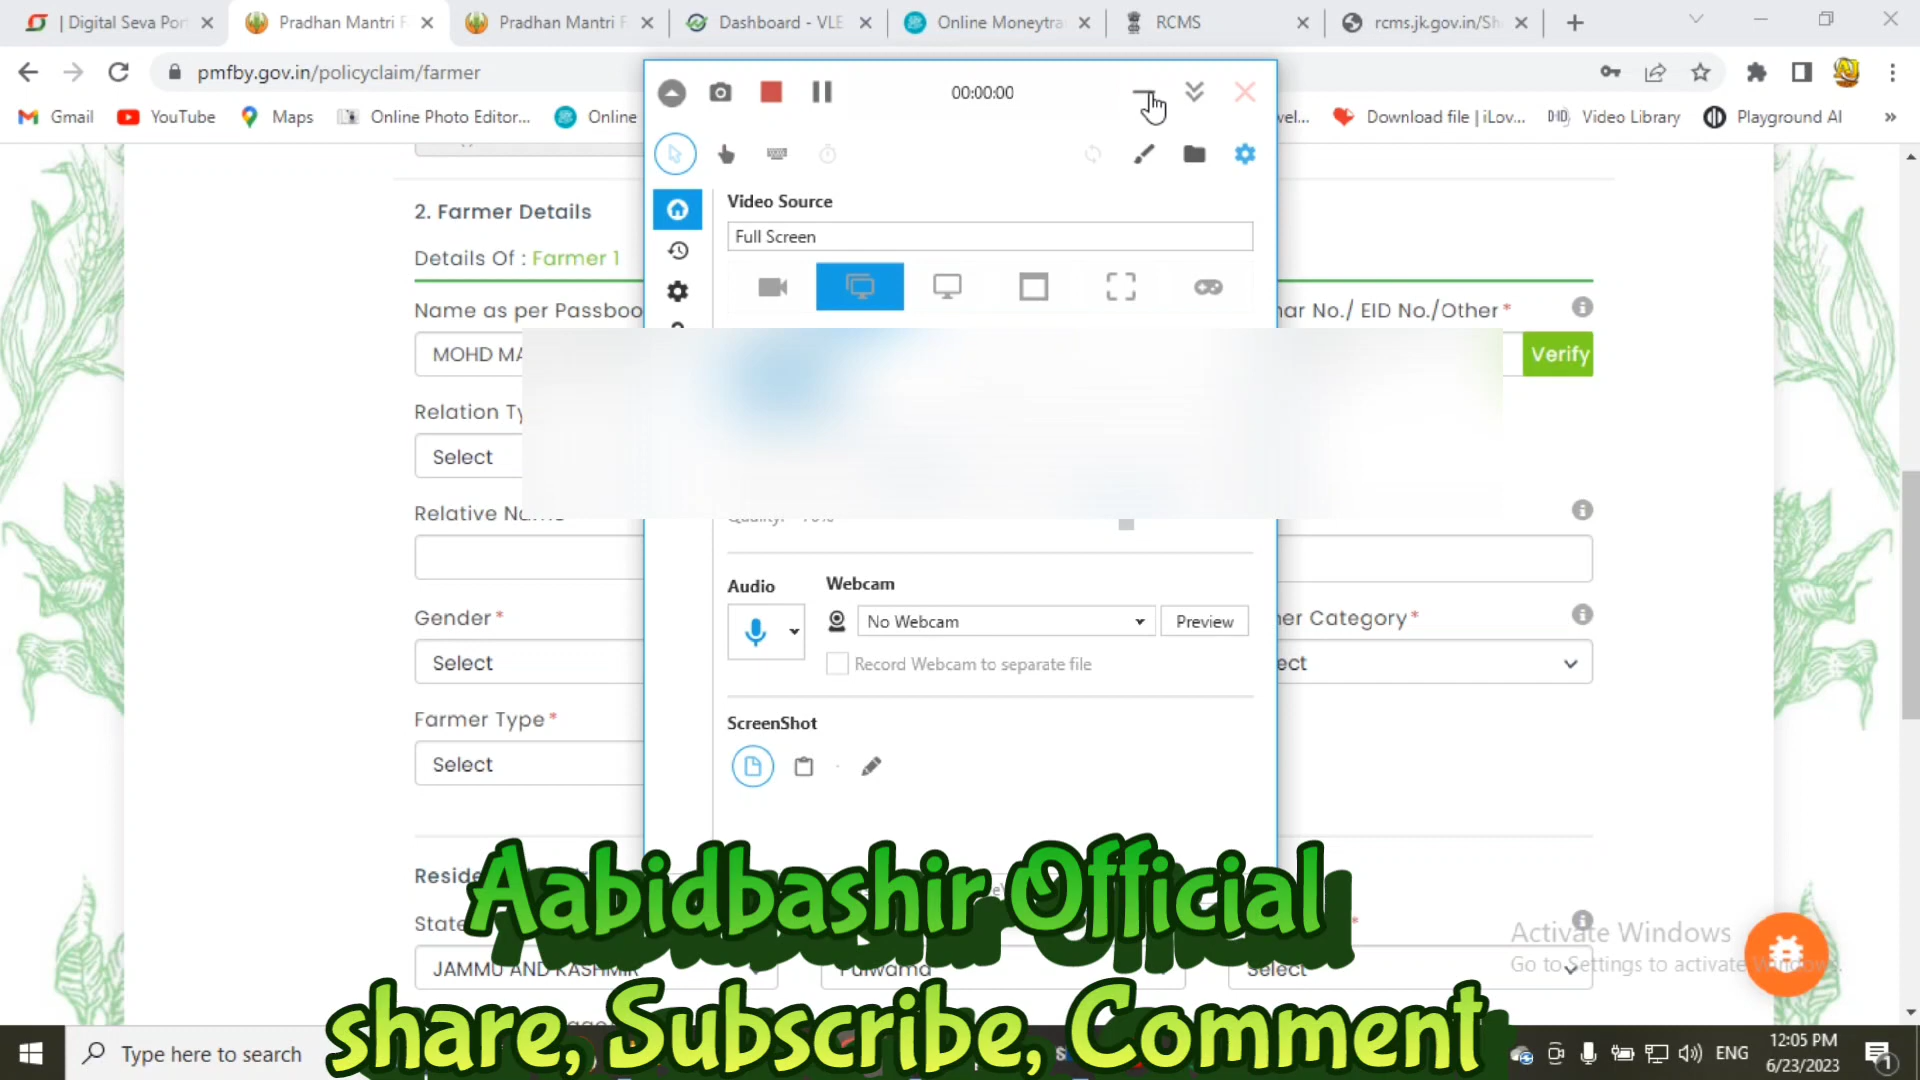 | Digital Seva Por
Pradhan Mantri F
Pradhan Mantri F
Dashboard - VLE
Online Moneytra
RCMS
rcms.jk.gov.in/Sh
pmfby.gov.in/policyclaim/farmer
Gmail
YouTube
Maps
Online Photo Editor...
Online
vel...
Download file | iLov...
Video Library
Playground AI
»
00:00:00
Video Source
Full Screen
2. Farmer Details
Details Of : Farmer 1
Name as per Passboo
nar No./ EID No./Other *
MOHD MA
Verify
Relation Ty
Select
Relative Name
Quality: 70%
Audio
Webcam
No Webcam
Preview
Record Webcam to separate file
Gender *
er Category *
Select
ect
ScreenShot
Farmer Type *
Select
Reside
State
JAMMU AND KASHMIR
Pulwama
Select
Aabidbashir Official
share, Subscribe, Comment
Activate Windows
Go to Settings to activate Windows.
Type here to search
ENG
12:05 PM
6/23/2023
1